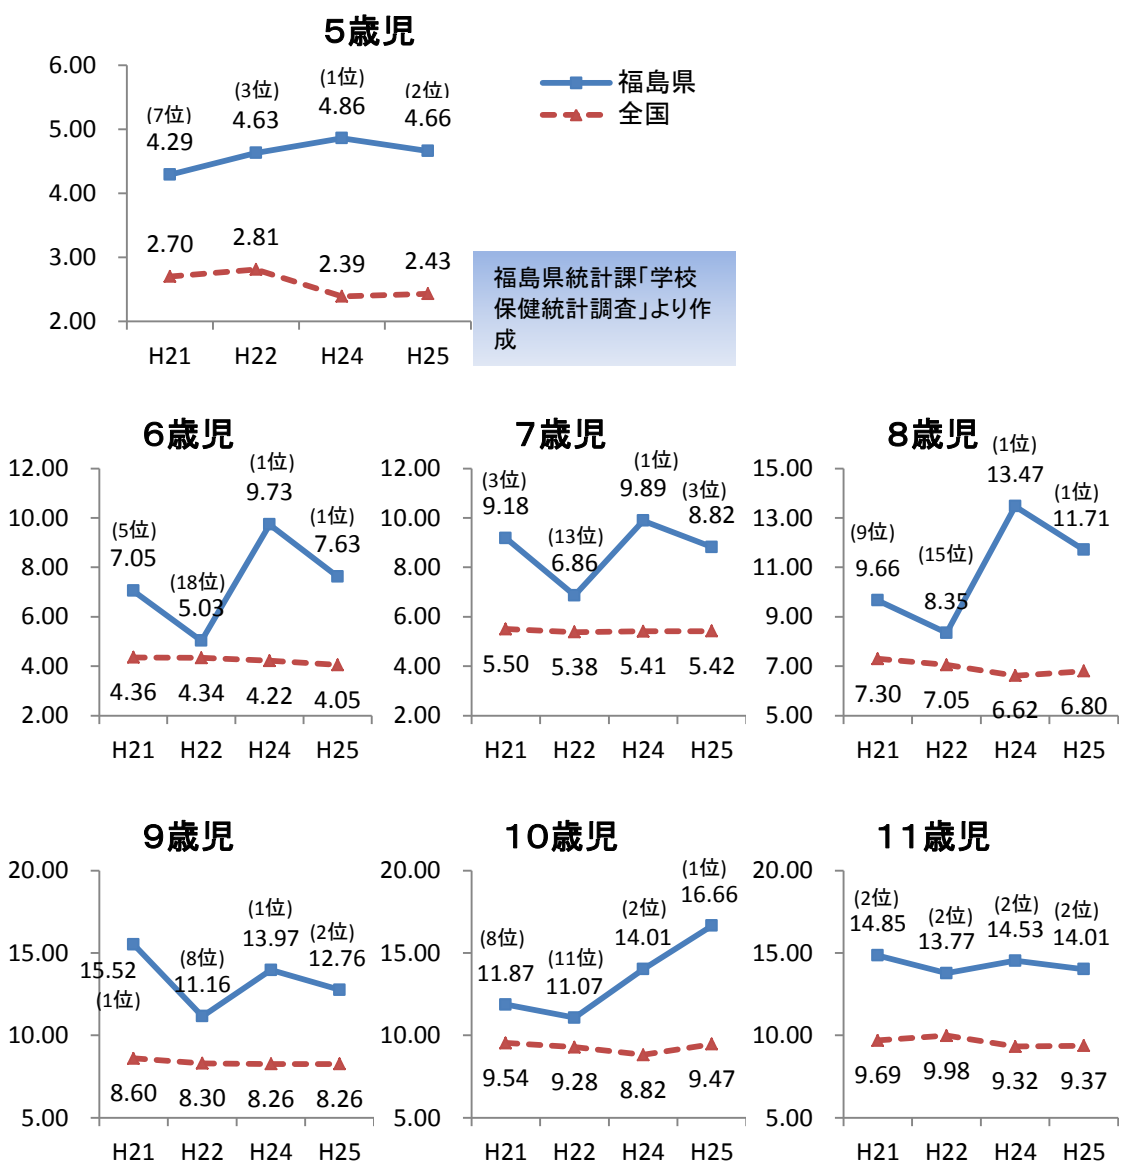 5歳児
6.00
5.00
4.00
3.00
2.00
(7位)
4.29
(3位)
4.63
(1位)
4.86
(2位)
4.66
2.70
2.81
2.39
2.43
H21 H22 H24 H25
福島県
全国
福島県統計課「学校
保健統計調査」より作
成
6歳児
12.00
10.00
8.00
6.00
4.00
2.00
(5位)
7.05
(18位)
5.03
(1位)
9.73
(1位)
7.63
4.36
4.34
4.22
4.05
H21 H22 H24 H25
7歳児
12.00
10.00
8.00
6.00
4.00
2.00
(3位)
9.18
(13位)
6.86
(1位)
9.89
(3位)
8.82
5.50
5.38
5.41
5.42
H21 H22 H24 H25
8歳児
15.00
13.00
11.00
9.00
7.00
5.00
(9位)
9.66
(15位)
8.35
(1位)
13.47
(1位)
11.71
7.30
7.05
6.62
6.80
H21 H22 H24 H25
9歳児
20.00
15.00
10.00
5.00
15.52
(1位)
(8位)
11.16
(1位)
13.97
(2位)
12.76
8.60
8.30
8.26
8.26
H21 H22 H24 H25
10歳児
20.00
15.00
10.00
5.00
(8位)
11.87
(11位)
11.07
(2位)
14.01
(1位)
16.66
9.54
9.28
8.82
9.47
H21 H22 H24 H25
11歳児
20.00
15.00
10.00
5.00
(2位)
14.85
(2位)
13.77
(2位)
14.53
(2位)
14.01
9.69
9.98
9.32
9.37
H21 H22 H24 H25